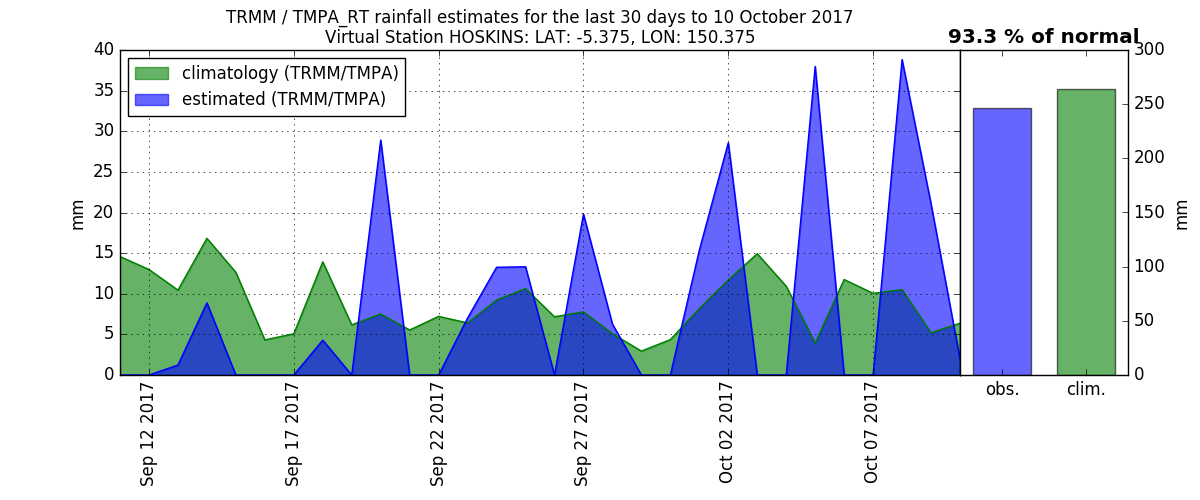 TRMM / TMPA_RT rainfall estimates for the last 30 days to 10 October 2017
Virtual Station HOSKINS: LAT: -5.375, LON: 150.375
93.3 % of normal
climatology (TRMM/TMPA)
estimated (TRMM/TMPA)
40
35
30
25
20
15
10
5
0
mm
Sep 12 2017
Sep 17 2017
Sep 22 2017
Sep 27 2017
Oct 02 2017
Oct 07 2017
obs.
clim.
300
250
200
150
100
50
0
mm